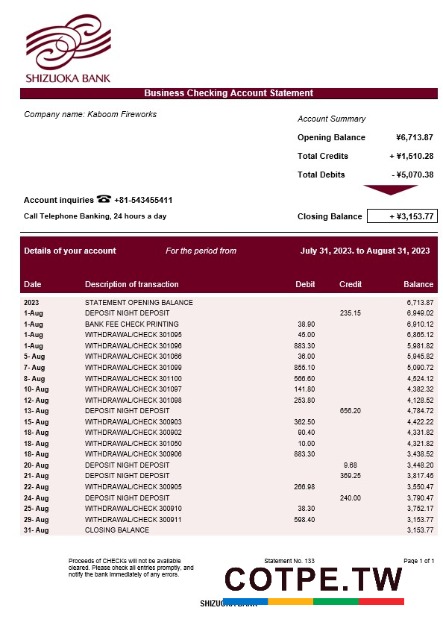 SHIZUOKA BANK
Business Checking Account Statement
Company name: Kaboom Fireworks
Account Summary
Opening Balance ¥6,713.87
Total Credits + ¥1,510.28
Total Debits - ¥5,070.38
Account inquiries ☎ +81-543455411
Call Telephone Banking, 24 hours a day
Closing Balance + ¥3,153.77
Details of your account For the period from July 31, 2023. to August 31, 2023
Date Description of transaction Debit Credit Balance
2023 STATEMENT OPENING BALANCE 6,713.87
1-Aug DEPOSIT NIGHT DEPOSIT 235.15 6,949.02
1-Aug BANK FEE CHECK PRINTING 38.90 6,910.12
1-Aug WITHDRAWAL/CHECK 301095 45.00 6,865.12
1-Aug WITHDRAWAL/CHECK 301096 883.30 5,981.82
5- Aug WITHDRAWAL/CHECK 301066 36.00 5,945.82
7- Aug WITHDRAWAL/CHECK 301099 855.10 5,090.72
8- Aug WITHDRAWAL/CHECK 301100 566.60 4,524.12
10- Aug WITHDRAWAL/CHECK 301097 141.80 4,382.32
12- Aug WITHDRAWAL/CHECK 301098 253.80 4,128.52
13- Aug DEPOSIT NIGHT DEPOSIT 656.20 4,784.72
15- Aug WITHDRAWAL/CHECK 300903 362.50 4,422.22
18- Aug WITHDRAWAL/CHECK 300902 90.40 4,331.82
18- Aug WITHDRAWAL/CHECK 301050 10.00 4,321.82
18- Aug WITHDRAWAL/CHECK 300906 883.30 3,438.52
20- Aug DEPOSIT NIGHT DEPOSIT 9.68 3,448.20
21- Aug DEPOSIT NIGHT DEPOSIT 369.25 3,817.45
22- Aug WITHDRAWAL/CHECK 300905 266.98 3,550.47
24- Aug DEPOSIT NIGHT DEPOSIT 240.00 3,790.47
25- Aug WITHDRAWAL/CHECK 300910 38.30 3,752.17
29- Aug WITHDRAWAL/CHECK 300911 598.40 3,153.77
31- Aug CLOSING BALANCE 3,153.77
Proceeds of CHECKs will not be available
cleared. Please check all entries promptly, and
notify the bank immediately of any errors.
Statement No. 133
Page 1 of 1
COTPE.TW
SHIZUOKA BANK